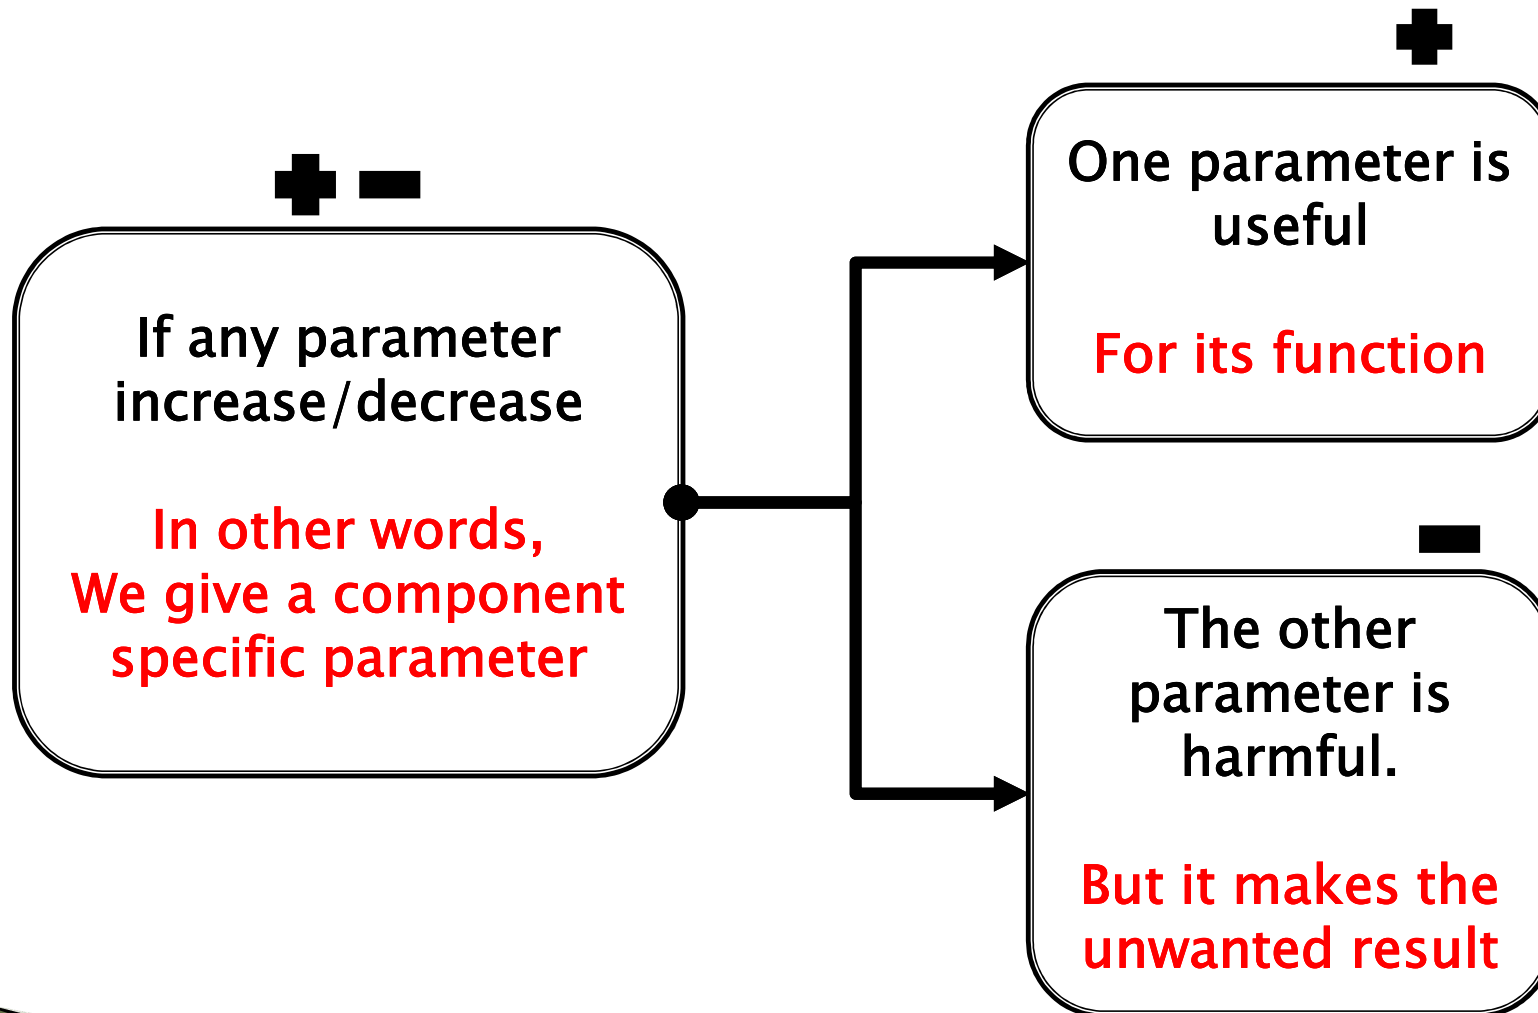 If any parameter
increase/decrease
In other words,
We give a component
specific parameter
One parameter is
useful
For its function
The other
parameter is
harmful.
But it makes the
unwanted result